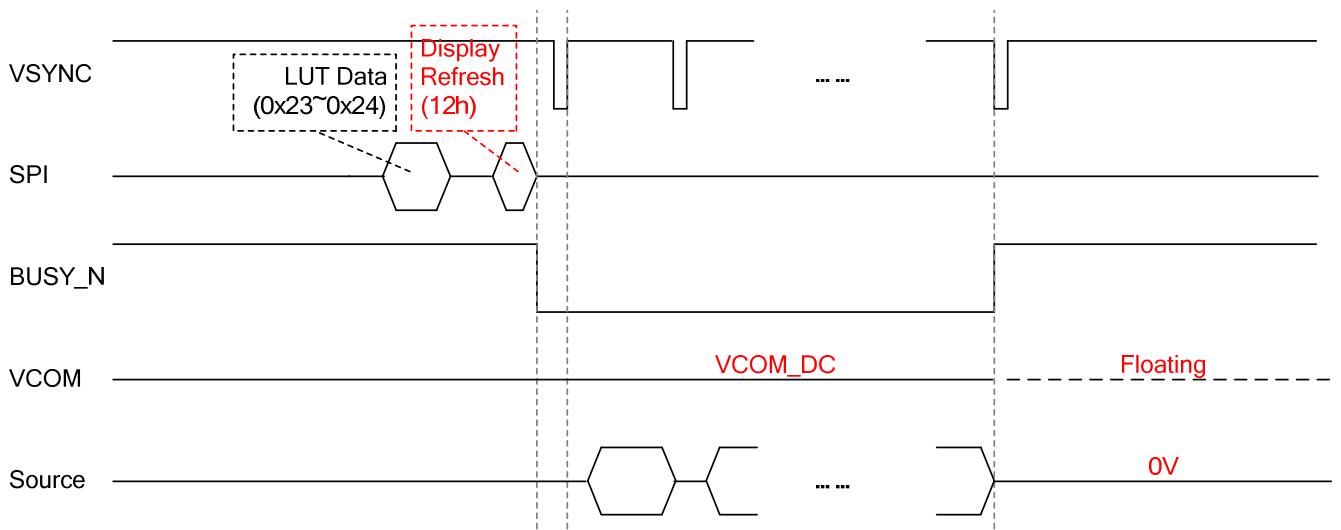 VSYNC
LUT Data
(0x23~0x24)
Display
Refresh
(12h)
... ...
SPI
BUSY_N
VCOM
VCOM_DC
Floating
Source
... ...
0V